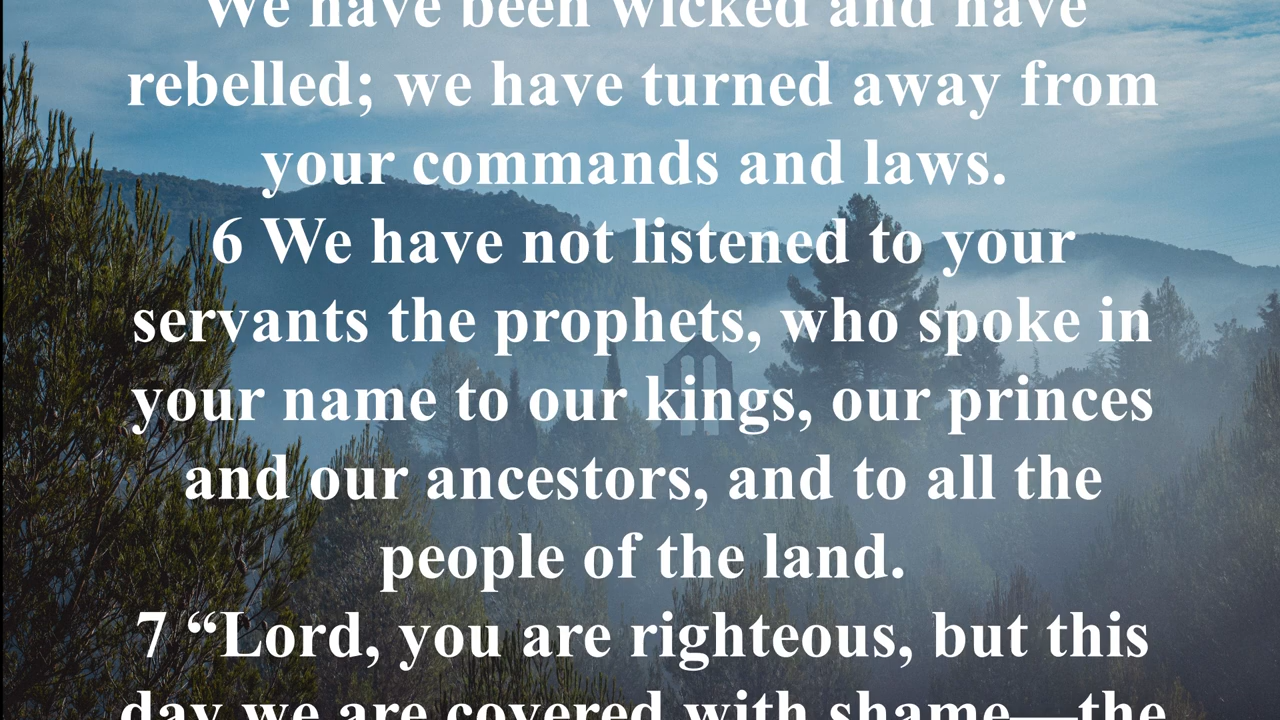 We have been wicked and have
rebelled; we have turned away from
your commands and laws.
6 We have not listened to your
servants the prophets, who spoke in
your name to our kings, our princes
and our ancestors, and to all the
people of the land.
7 “Lord, you are righteous, but this
day we are covered with shame—the